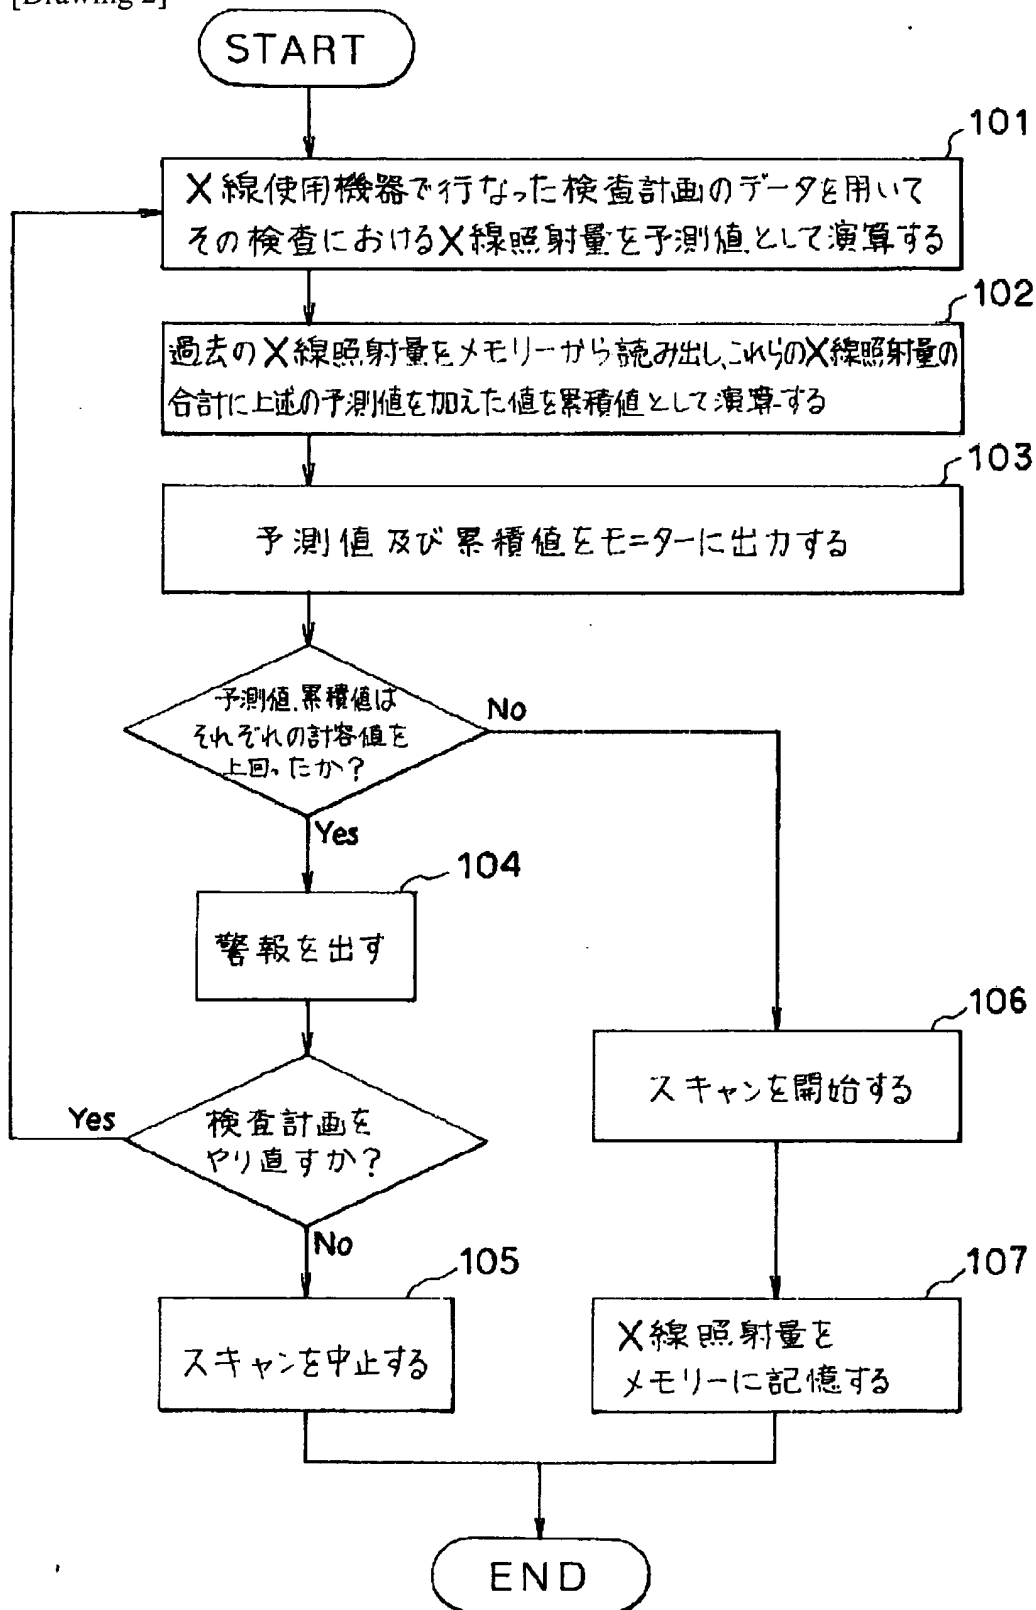 [Drawing 2]
START
101
X線使用機器で行なった検査計画のデータを用いて
その検査におけるX線照射量を予測値として演算する
102
過去のX線照射量をメモリーから読み出し、これらのX線照射量の
合計に上述の予測値を加えた値を累積値として演算する
103
予測値及び累積値をモニターに出力する
予測値、累積値は
それぞれの計容値を
上回ったか?
No
Yes
104
警報を出す
106
スキャンを開始する
Yes
検査計画を
やり直すか?
No
105
スキャンを中止する
107
X線照射量を
メモリーに記憶する
END